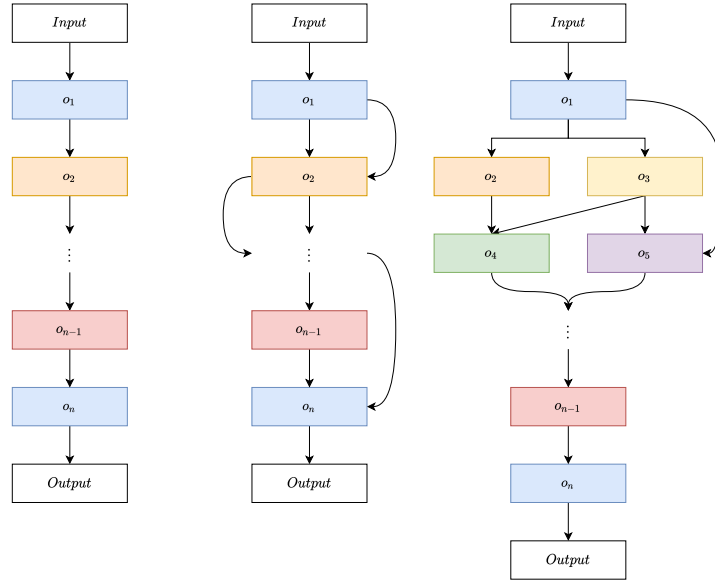 Input
o₁
o₂
⋮
oₙ₋₁
oₙ
Output
Input
o₁
o₂
⋮
oₙ₋₁
oₙ
Output
Input
o₁
o₂
o₃
o₄
o₅
⋮
oₙ₋₁
oₙ
Output